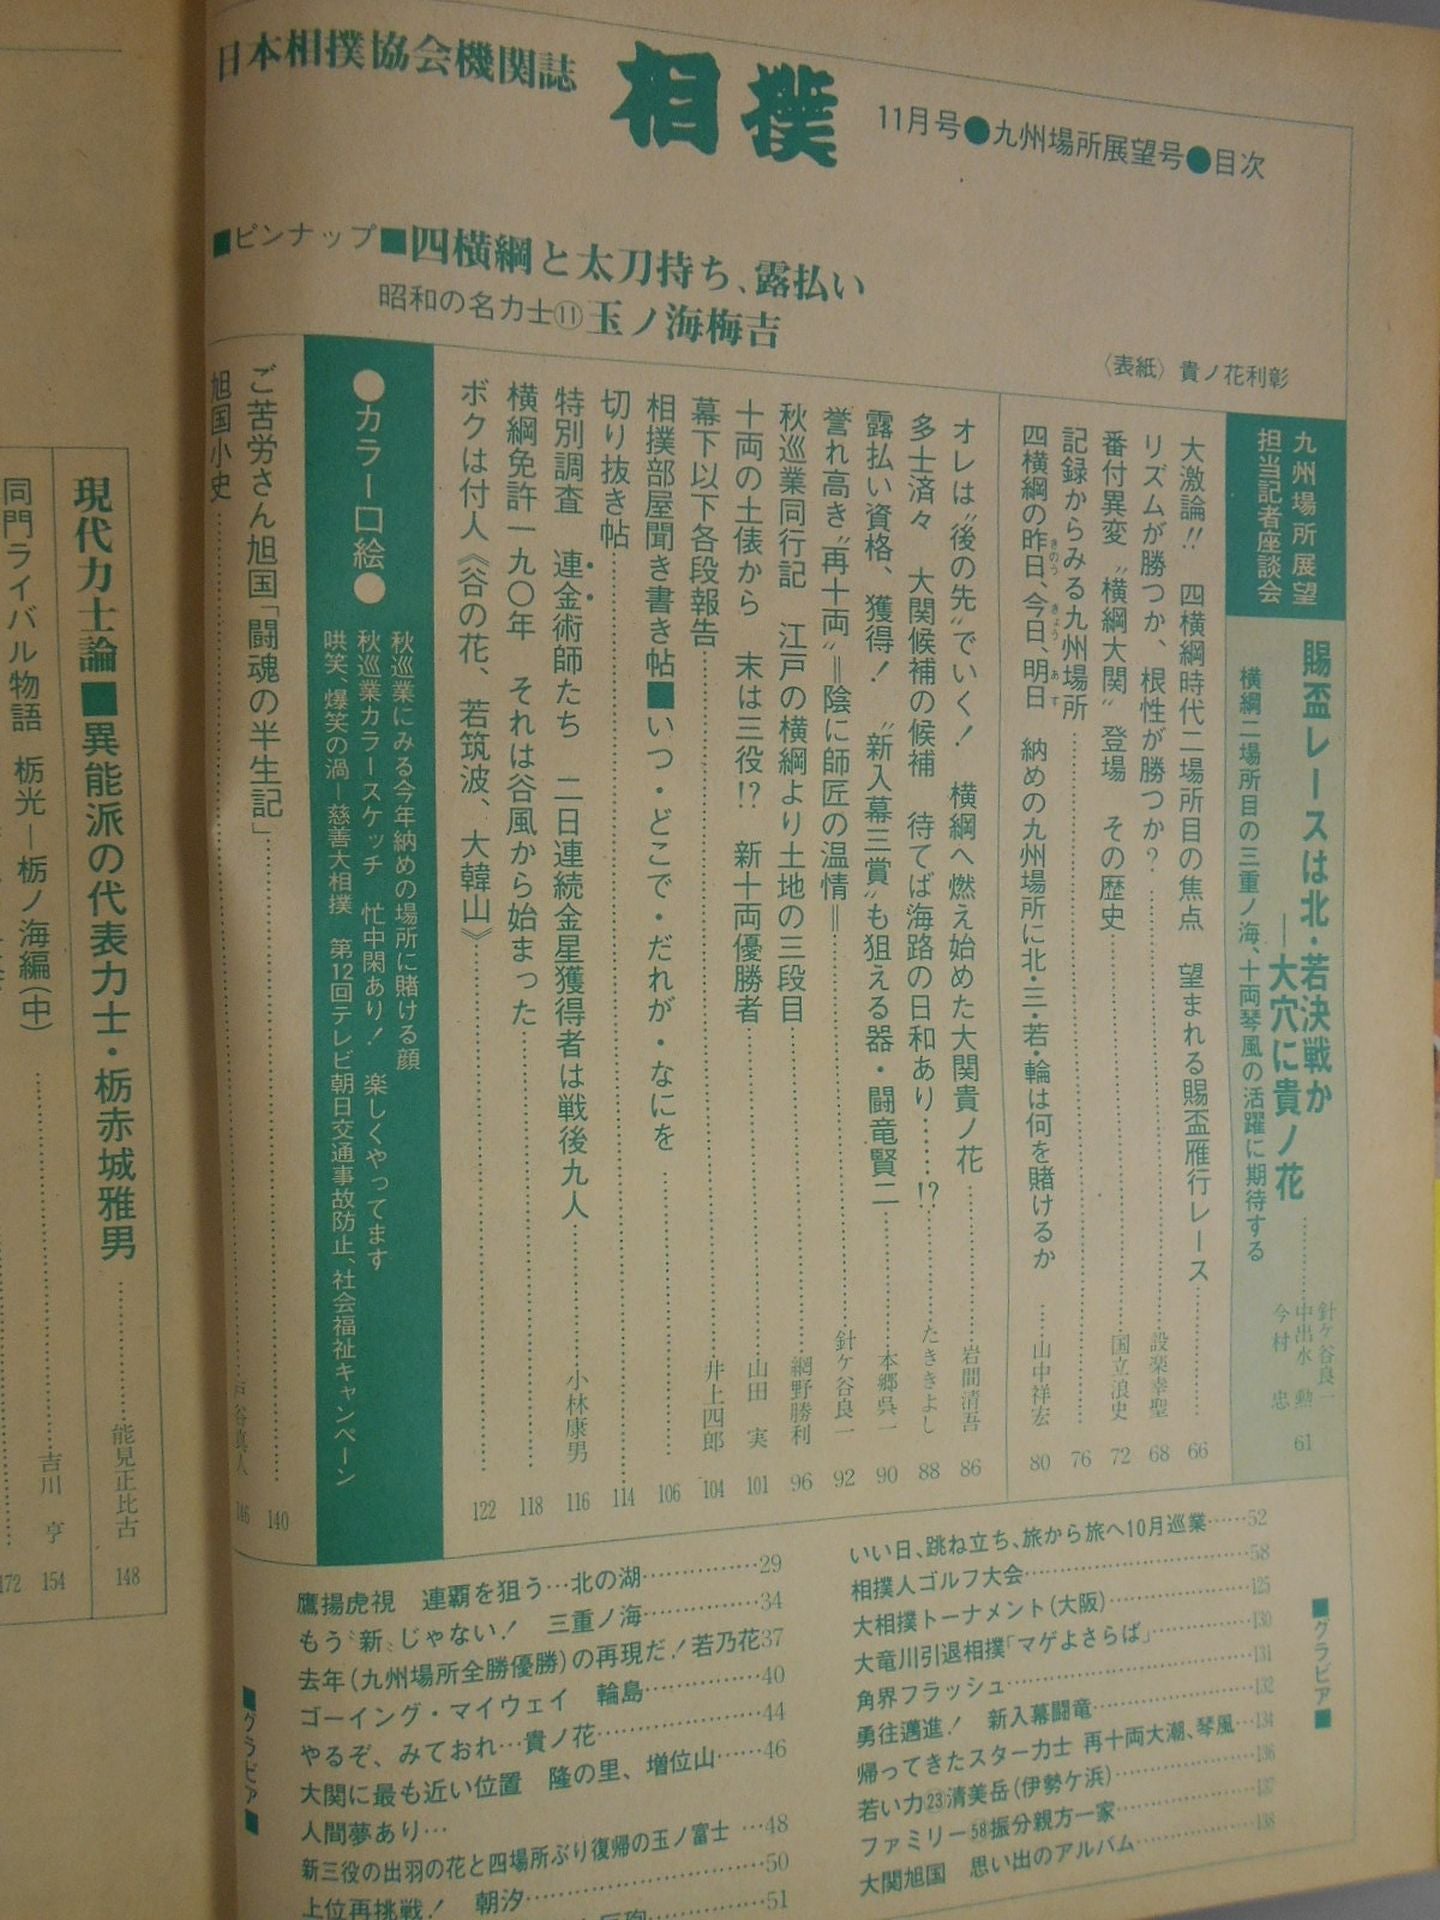 日本相撲協会機関誌
相撲
11月号●九州場所展望号●目次
■ピンナップ■四横綱と太刀持ち、露払い
昭和の名力士⑪玉ノ海梅吉
〈表紙〉貴ノ花利彰
九州場所展望
担当記者座談会
賜盃レースは北・若決戦か
―大穴に貴ノ花
横綱二場所目の三重ノ海、十両琴風の活躍に期待する
針ヶ谷良一
中出水 勲
今村 忠
61
大激論!! 四横綱時代二場所目の焦点 望まれる賜盃雁行レース……66
リズムが勝つか、根性が勝つか?……設楽幸聖 68
番付異変〝横綱大関〟登場 その歴史……国立浪史 72
記録からみる九州場所……76
四横綱の昨日、今日、明日 納めの九州場所に北・三・若・輪は何を賭けるか…山中祥宏 80
きのう きょう あす
オレは〝後の先〟でいく! 横綱へ燃え始めた大関貴ノ花……岩間清吾 86
多士済々 大関候補の候補 待てば海路の日和あり……!?……たききよし 88
露払い資格、獲得! 〝新入幕三賞〟も狙える器・闘竜賢二……本郷呉一 90
誉れ高き〝再十両〟＝陰に師匠の温情＝……針ヶ谷良一 92
秋巡業同行記 江戸の横綱より土地の三段目……網野勝利 96
十両の土俵から 末は三役!? 新十両優勝者……山田 実 101
幕下以下各段報告……井上四郎 104
相撲部屋聞き書き帖■いつ・どこで・だれが・なにを……106
切り抜き帖……114
特別調査 連金術師たち 二日連続金星獲得者は戦後九人……小林康男 116
横綱免許一九〇年 それは谷風から始まった……118
ボクは付人《谷の花、若筑波、大韓山》……122
●カラー口絵●
秋巡業にみる今年納めの場所に賭ける顔
秋巡業カラースケッチ 忙中閑あり! 楽しくやってます
哄笑、爆笑の渦―慈善大相撲 第12回テレビ朝日交通事故防止、社会福祉キャンペーン
ご苦労さん旭国「闘魂の半生記」……140
旭国小史……谷真人 146
現代力士論■異能派の代表力士・栃赤城雅男……能見正比古 148
同門ライバル物語 栃光―栃ノ海編(中)……吉川 亨 154
172
いい日、跳ね立ち、旅から旅へ10月巡業……52
相撲人ゴルフ大会……58
大相撲トーナメント(大阪)……125
大竜川引退相撲「マゲよさらば」……130
角界フラッシュ……131
勇往邁進! 新入幕闘竜……132
帰ってきたスター力士 再十両大潮、琴風…134
若い力㉓清美岳(伊勢ケ浜)……136
ファミリー㊽振分親方一家……137
大関旭国 思い出のアルバム……138
■グラビア■
鷹揚虎視 連覇を狙う…北の湖……29
もう〝新〟じゃない! 三重ノ海……34
去年(九州場所全勝優勝)の再現だ! 若乃花37
ゴーイング・マイウェイ 輪島……40
やるぞ、みておれ…貴ノ花……44
大関に最も近い位置 隆の里、増位山……46
人間夢あり…
新三役の出羽の花と四場所ぶり復帰の玉ノ富士…48
上位再挑戦! 朝汐……50
51
■グラビア■